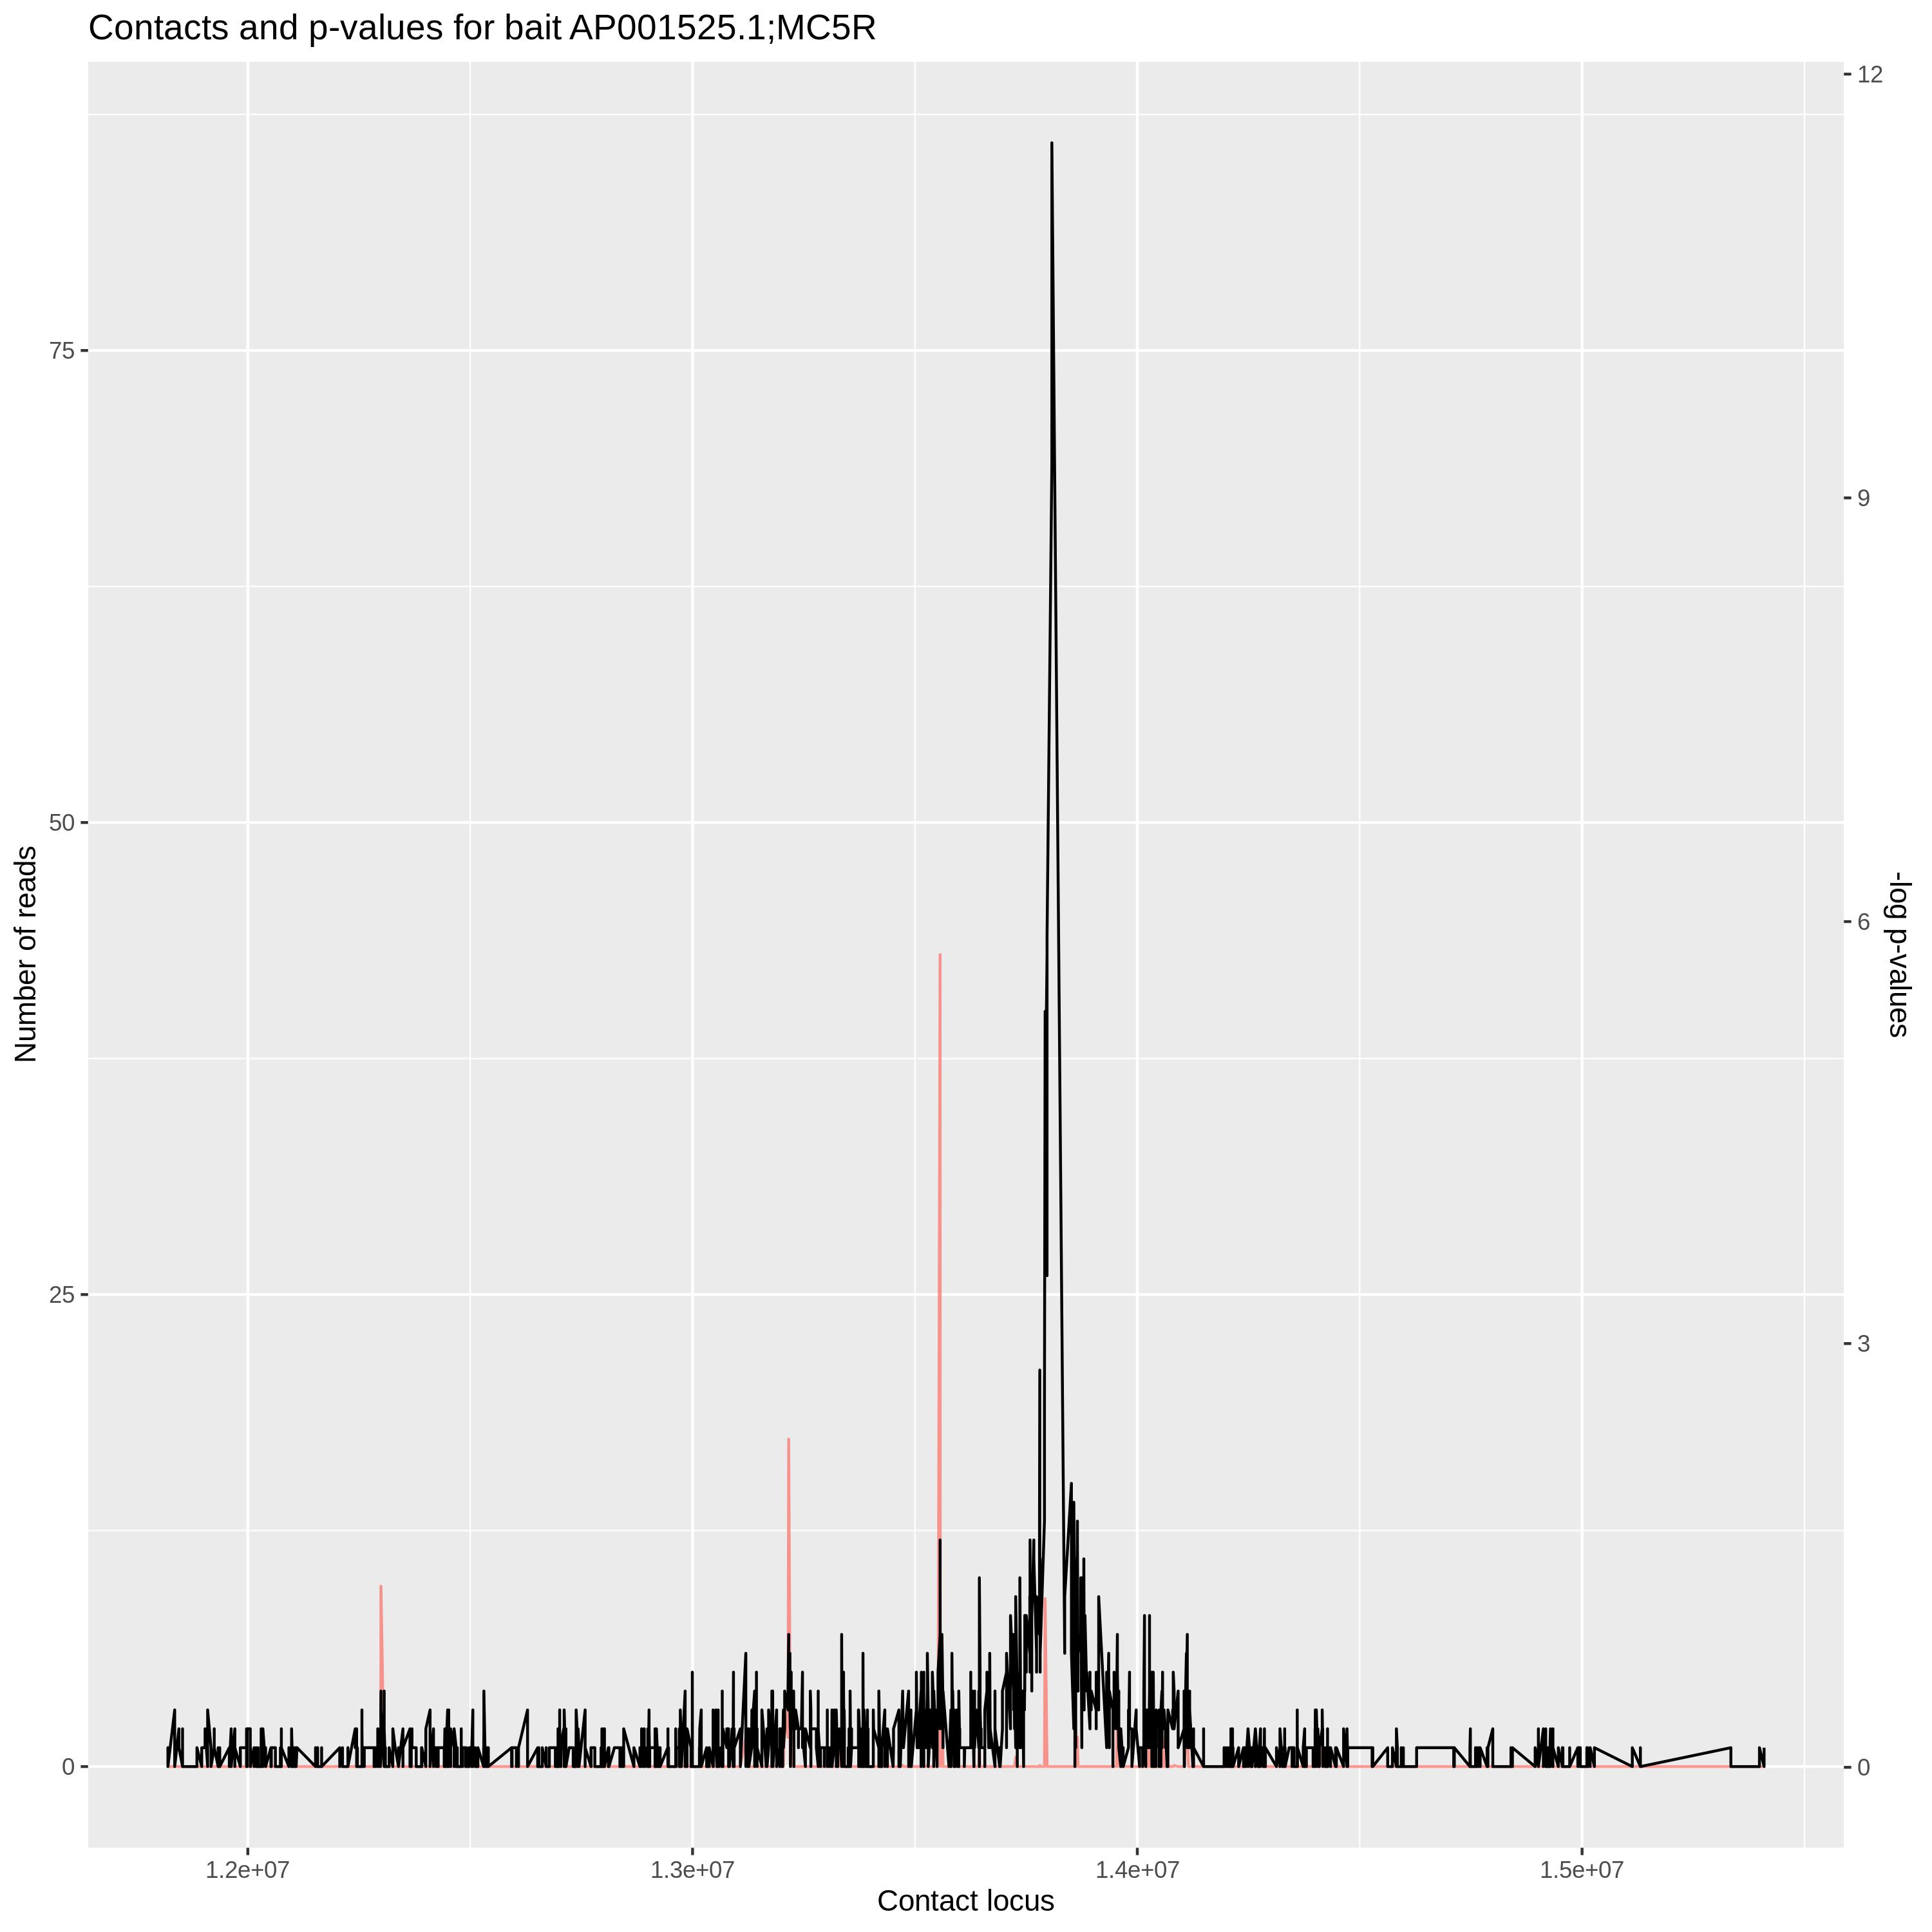 Contacts and p-values for bait AP001525.1;MC5R
12
75
9
50
6
Number of reads
-log p-values
25
3
0
0
1.2e+07 1.3e+07 1.4e+07 1.5e+07
Contact locus